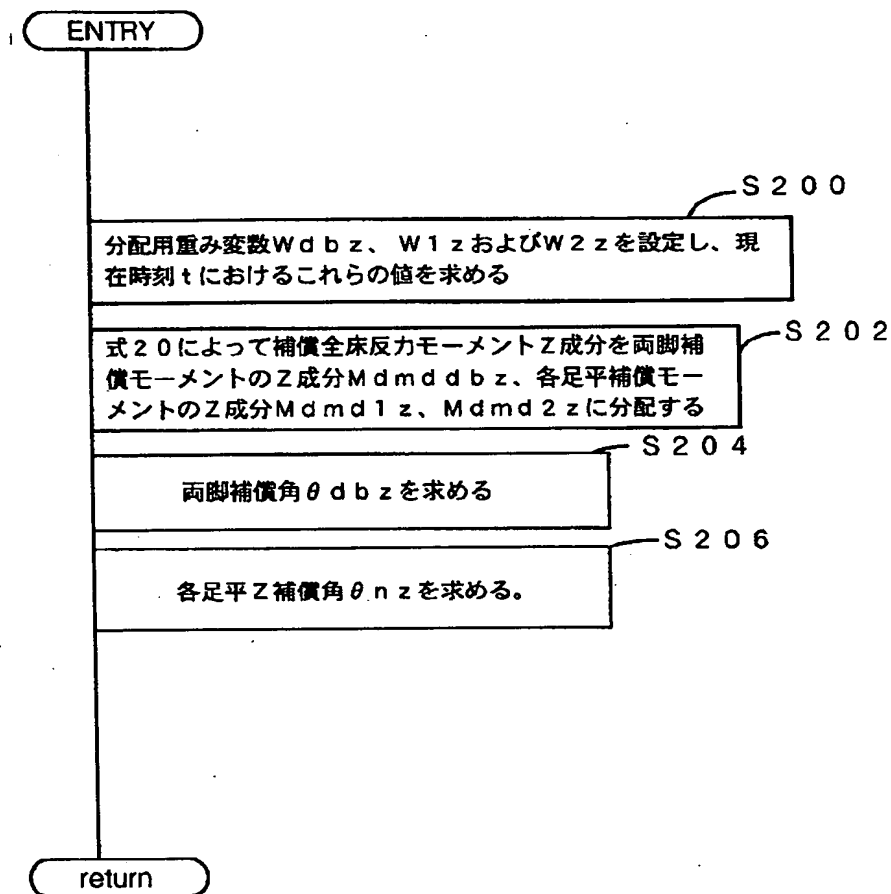 ENTRY
S200
分配用重み変数Wdbz、W1zおよびW2zを設定し、現
在時刻tにおけるこれらの値を求める
S202
式20によって補償全床反力モーメントZ成分を両脚補
償モーメントのZ成分Mdmddbz、各足平補償モー
メントのZ成分Mdmd1z、Mdmd2zに分配する
S204
両脚補償角θdbzを求める
S206
各足平Z補償角θnzを求める。
return